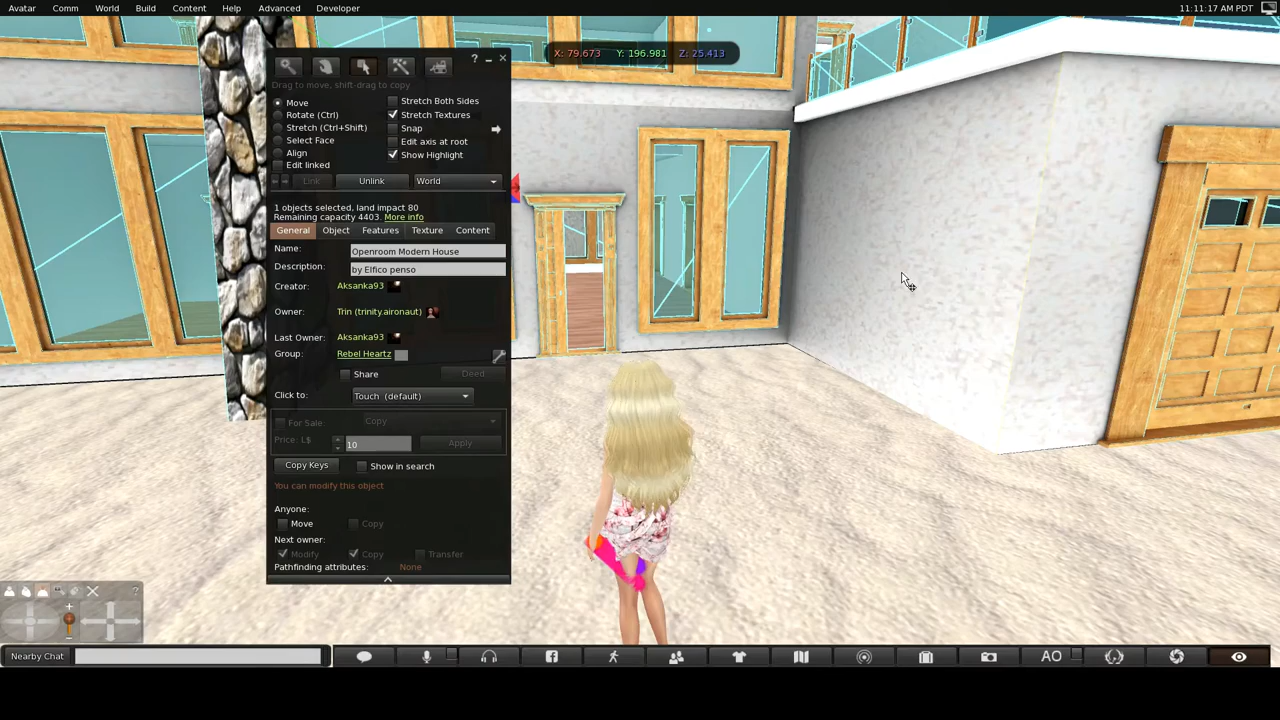 Avatar Comm World Build Content Help Advanced Developer 11:11:17 AM PDT
X: 79.673 Y: 196.981 Z: 25.413
?
Drag to move, shift-drag to copy
Move
Stretch Both Sides
Rotate (Ctrl)
Stretch Textures
Stretch (Ctrl+Shift)
Snap
Select Face
Edit axis at root
Align
Show Highlight
Edit linked
Link Unlink World
1 objects selected, land impact 80
Remaining capacity 4403. More info
General Object Features Texture Content
Name: Openroom Modern House
Description: by Elfico penso
Creator: Aksanka93
Owner: Trin (trinity.aironaut)
Last Owner: Aksanka93
Group: Rebel Heartz
Share Deed
Click to: Touch (default)
For Sale Copy
Price: L$ 10 Apply
Copy Keys Show in search
You can modify this object
Anyone:
Move Copy
Next owner:
Modify Copy Transfer
Pathfinding attributes: None
?
Nearby Chat AO